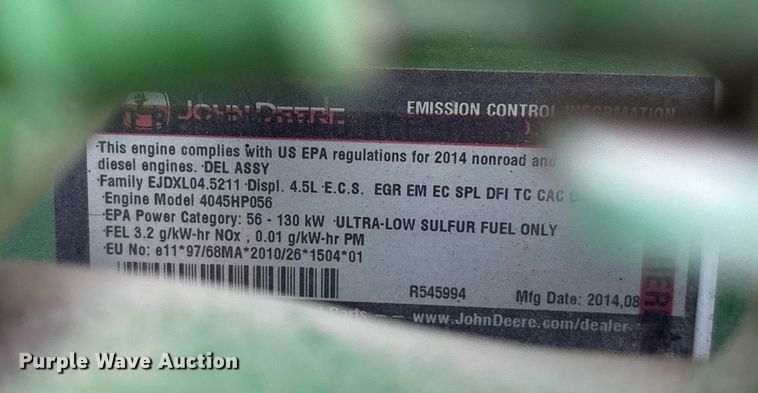 JOHN DEERE EMISSION CONTROL INFORMATION
·This engine complies with US EPA regulations for 2014 nonroad and
diesel engines. ·DEL ASSY
·Family EJDXL04.5211 ·Displ. 4.5L ·E.C.S. EGR EM EC SPL DFI TC CAC
·Engine Model 4045HP056
·EPA Power Category: 56 - 130 kW ·ULTRA-LOW SULFUR FUEL ONLY
·FEL 3.2 g/kW-hr NOx , 0.01 g/kW-hr PM
·EU No: e11*97/68MA*2010/26*1504*01
R545994 Mfg Date: 2014,08
Parts www.JohnDeere.com/dealer
Purple Wave Auction